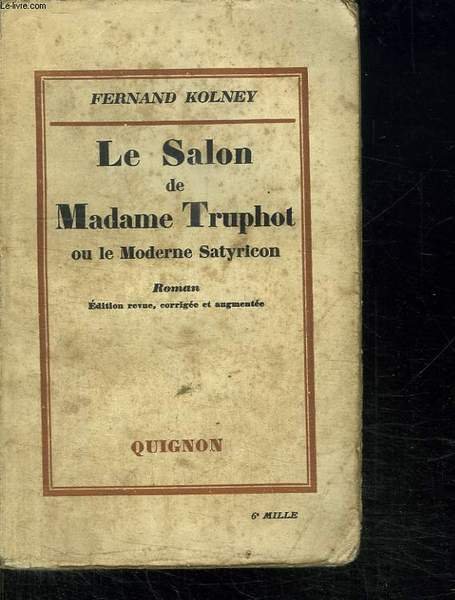 Le-livre.com
FERNAND KOLNEY
Le Salon
de
Madame Truphot
ou le Moderne Satyricon
Roman
Édition revue, corrigée et augmentée
QUIGNON
6e MILLE